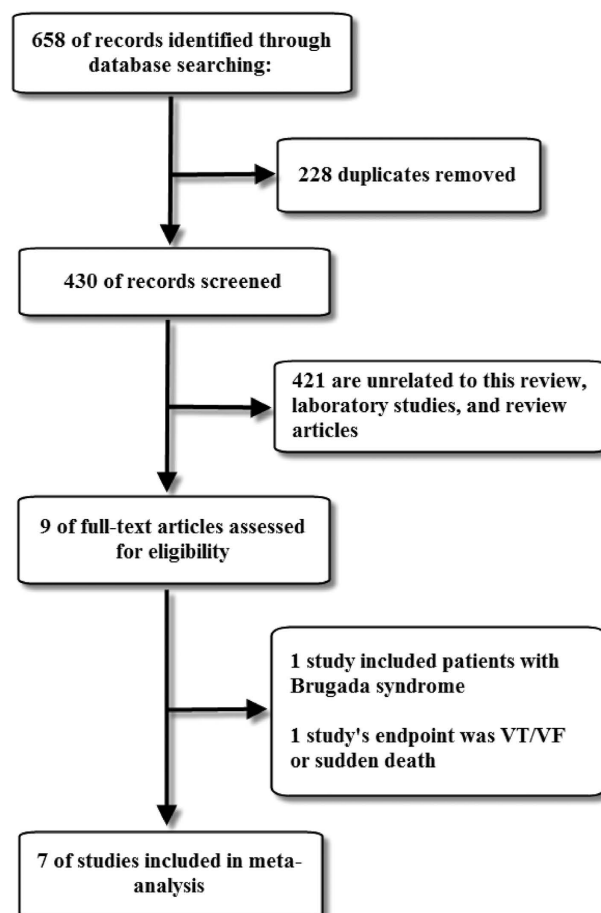 658 of records identified through
database searching:
228 duplicates removed
430 of records screened
421 are unrelated to this review,
laboratory studies, and review
articles
9 of full-text articles assessed
for eligibility
1 study included patients with
Brugada syndrome
1 study's endpoint was VT/VF
or sudden death
7 of studies included in meta-
analysis